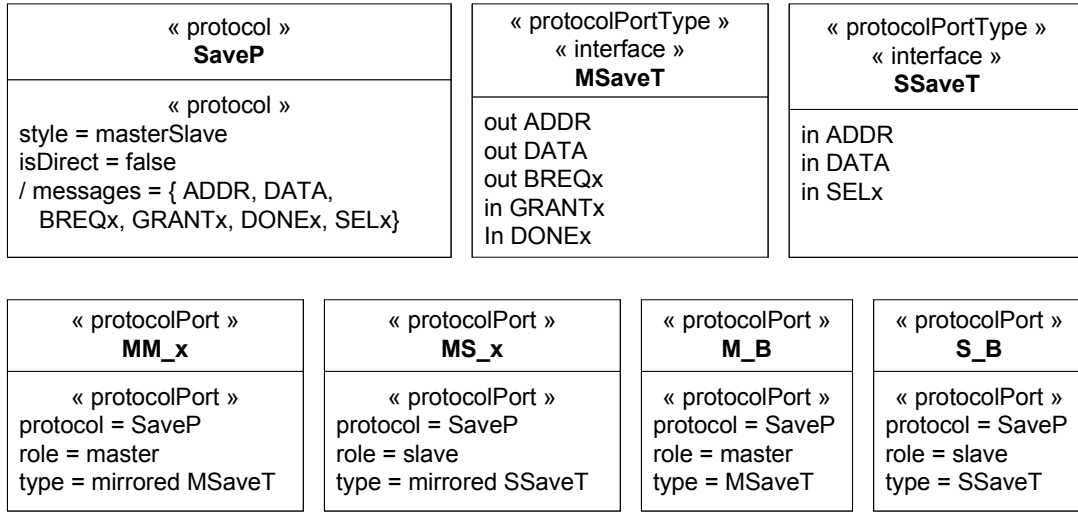 « protocol »
SaveP
« protocol »
style = masterSlave
isDirect = false
/ messages = { ADDR, DATA,
BREQx, GRANTx, DONEx, SELx}
« protocolPortType »
« interface »
MSaveT
out ADDR
out DATA
out BREQx
in GRANTx
In DONEx
« protocolPortType »
« interface »
SSaveT
in ADDR
in DATA
in SELx
« protocolPort »
MM_x
« protocolPort »
protocol = SaveP
role = master
type = mirrored MSaveT
« protocolPort »
MS_x
« protocolPort »
protocol = SaveP
role = slave
type = mirrored SSaveT
« protocolPort »
M_B
« protocolPort »
protocol = SaveP
role = master
type = MSaveT
« protocolPort »
S_B
« protocolPort »
protocol = SaveP
role = slave
type = SSaveT